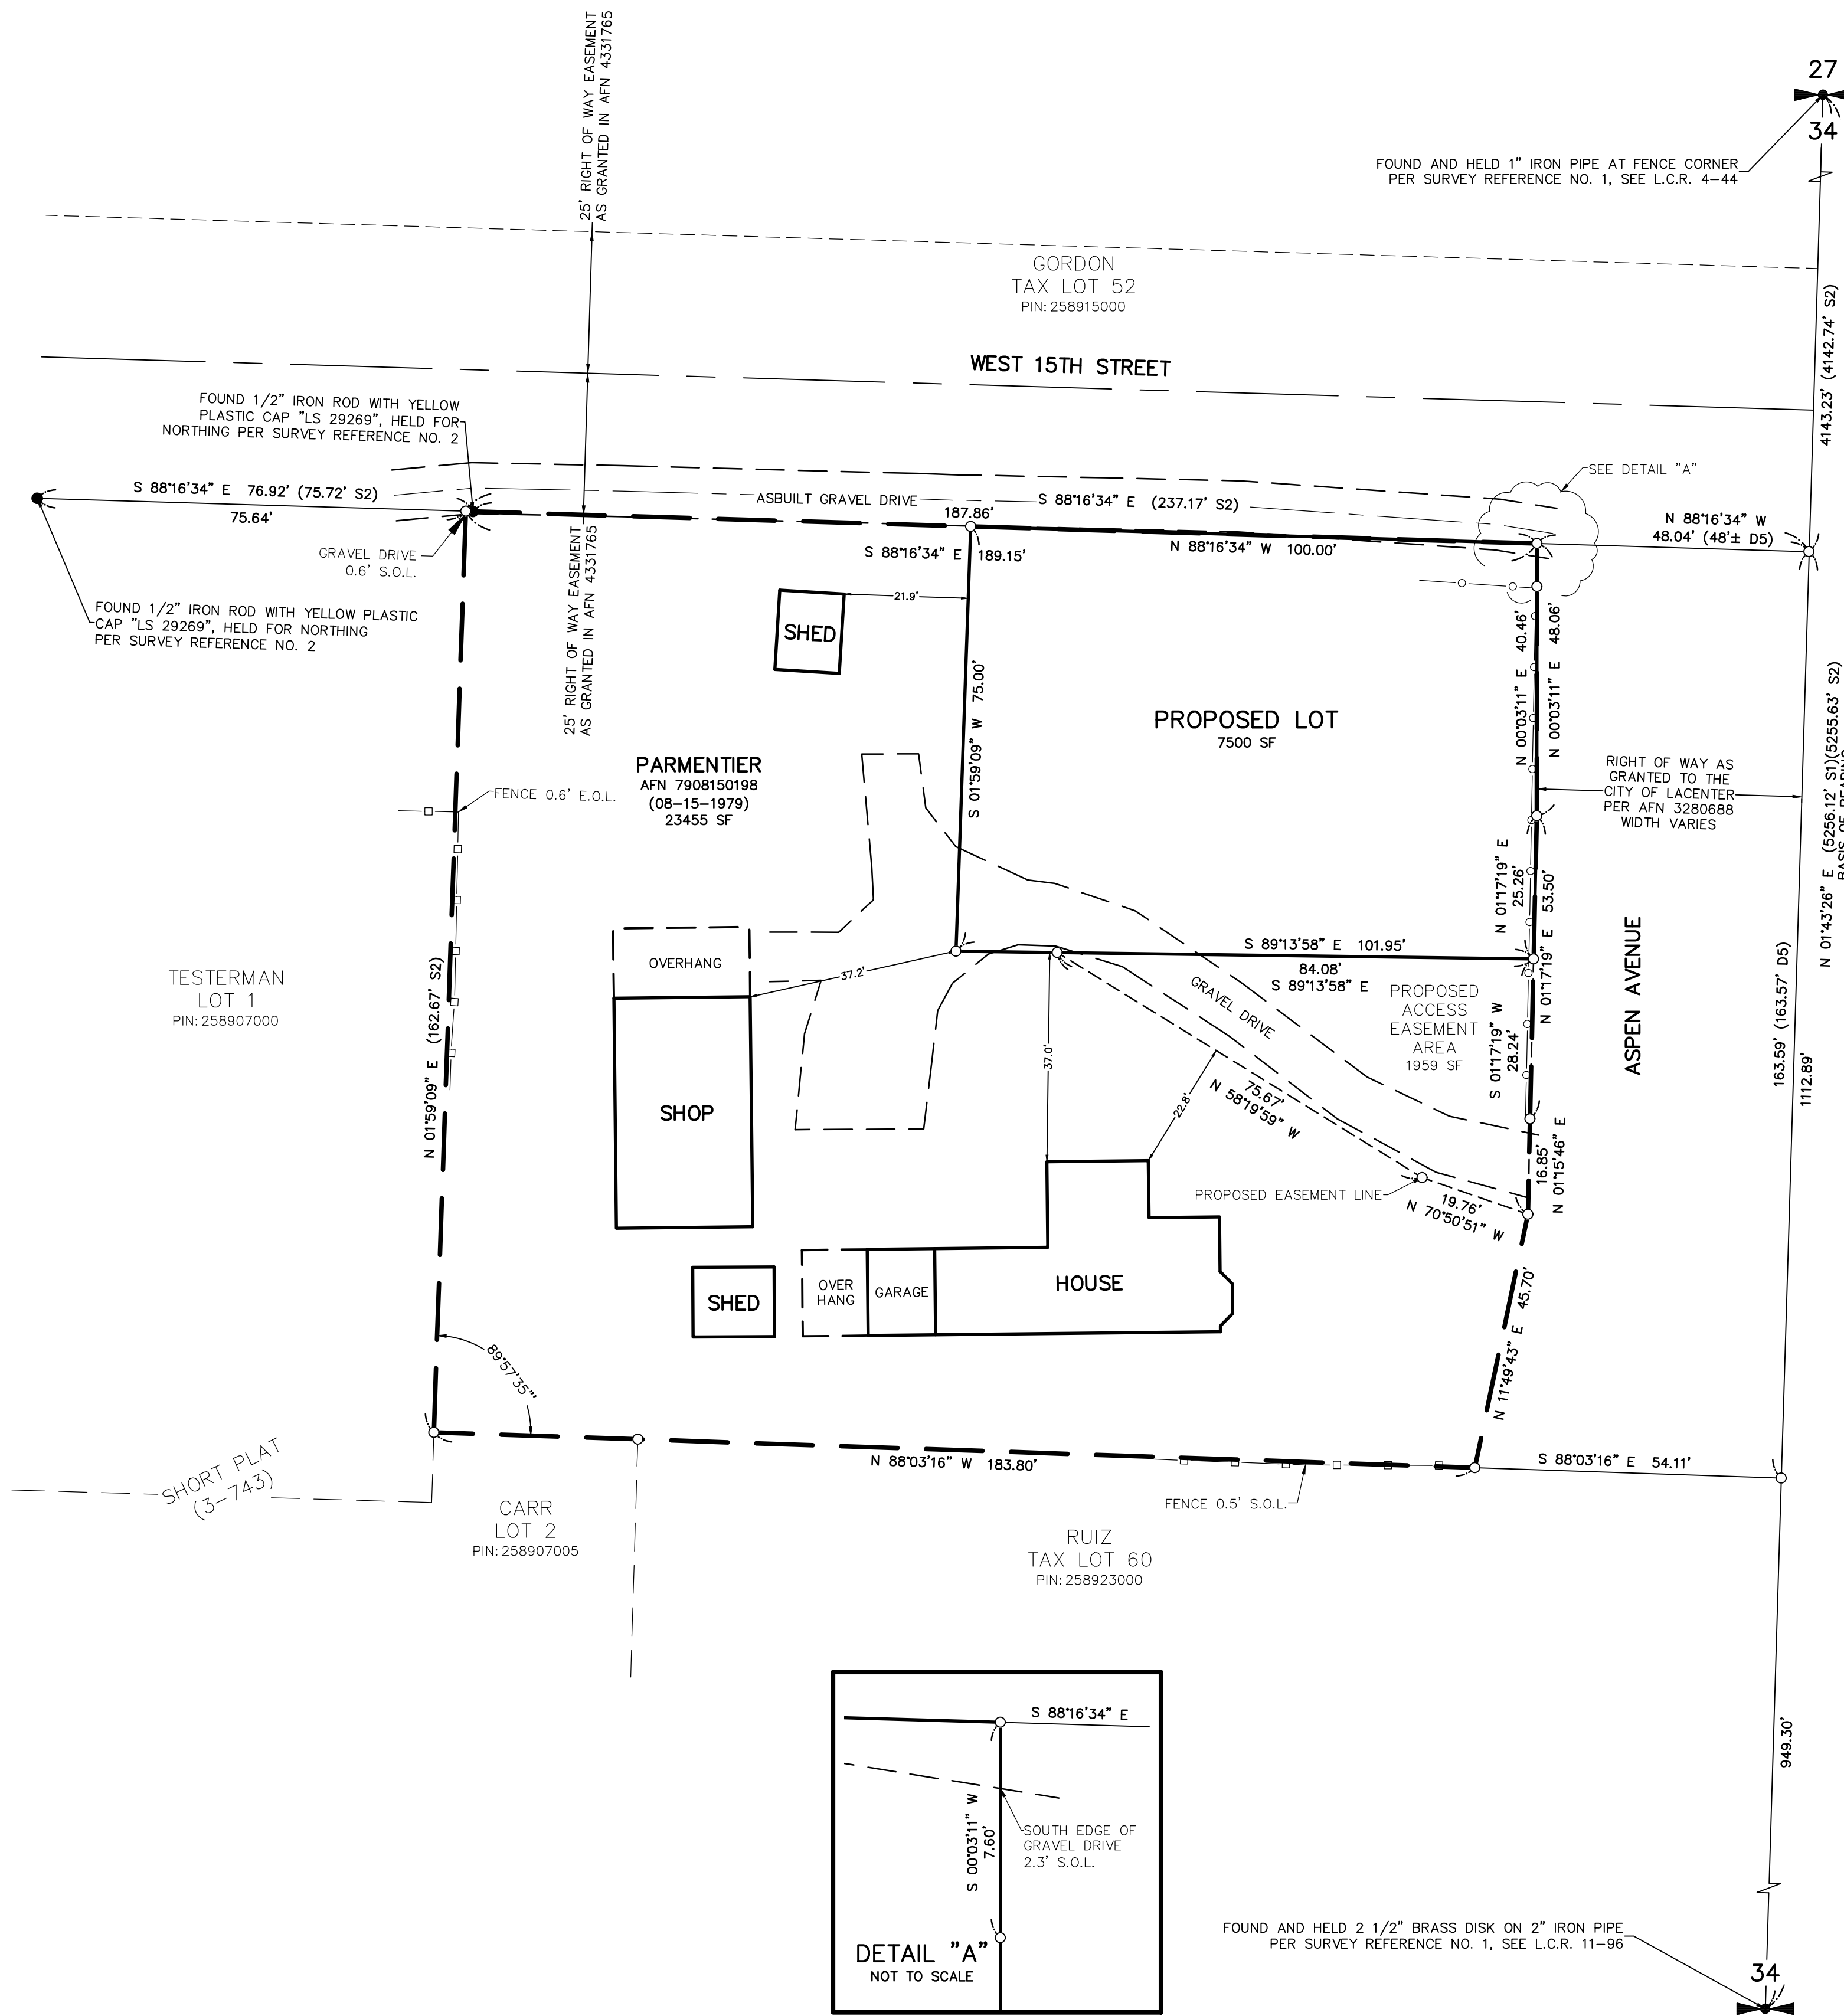 25' RIGHT OF WAY EASEMENT
AS GRANTED IN AFN 4331765
27
34
FOUND AND HELD 1" IRON PIPE AT FENCE CORNER
PER SURVEY REFERENCE NO. 1, SEE L.C.R. 4-44
GORDON
TAX LOT 52
PIN: 258915000
4143.23' (4142.74' S2)
WEST 15TH STREET
FOUND 1/2" IRON ROD WITH YELLOW
PLASTIC CAP "LS 29269", HELD FOR
NORTHING PER SURVEY REFERENCE NO. 2
SEE DETAIL "A"
S 88°16'34" E 76.92' (75.72' S2)
75.64'
ASBUILT GRAVEL DRIVE
S 88°16'34" E (237.17' S2)
187.86'
S 88°16'34" E 189.15'
N 88°16'34" W 100.00'
N 88°16'34" W
48.04' (48'± D5)
GRAVEL DRIVE
0.6' S.O.L.
25' RIGHT OF WAY EASEMENT
AS GRANTED IN AFN 4331765
FOUND 1/2" IRON ROD WITH YELLOW PLASTIC
CAP "LS 29269", HELD FOR NORTHING
PER SURVEY REFERENCE NO. 2
SHED
21.9'
S 01°59'09" W 75.00'
PROPOSED LOT
7500 SF
N 00°03'11" E 40.46'
N 00°03'11" E 48.06'
N 01°43'26" E (5256.12' S1)(5255.63' S2)
BASIS OF BEARING
PARMENTIER
AFN 7908150198
(08-15-1979)
23455 SF
FENCE 0.6' E.O.L.
RIGHT OF WAY AS
GRANTED TO THE
CITY OF LACENTER
PER AFN 3280688
WIDTH VARIES
N 01°17'19" E
25.26'
N 01°17'19" E 53.50'
ASPEN AVENUE
163.59' (163.57' D5)
1112.89'
TESTERMAN
LOT 1
PIN: 258907000
N 01°59'09" E (162.67' S2)
OVERHANG
37.2'
S 89°13'58" E 101.95'
84.08'
S 89°13'58" E
GRAVEL DRIVE
PROPOSED
ACCESS
EASEMENT
AREA
1959 SF
S 01°17'19" W
28.24'
37.0'
75.67'
N 58°19'59" W
22.8'
SHOP
16.85'
N 01°15'46" E
PROPOSED EASEMENT LINE
19.76'
N 70°50'51" W
SHED
OVER
HANG
GARAGE
HOUSE
N 11°49'43" E 45.70'
89°57'35"'
N 88°03'16" W 183.80'
S 88°03'16" E 54.11'
SHORT PLAT
(3-743)
FENCE 0.5' S.O.L.
CARR
LOT 2
PIN: 258907005
RUIZ
TAX LOT 60
PIN: 258923000
S 88°16'34" E
S 00°03'11" W
7.60'
SOUTH EDGE OF
GRAVEL DRIVE
2.3' S.O.L.
DETAIL "A"
NOT TO SCALE
949.30'
FOUND AND HELD 2 1/2" BRASS DISK ON 2" IRON PIPE
PER SURVEY REFERENCE NO. 1, SEE L.C.R. 11-96
34